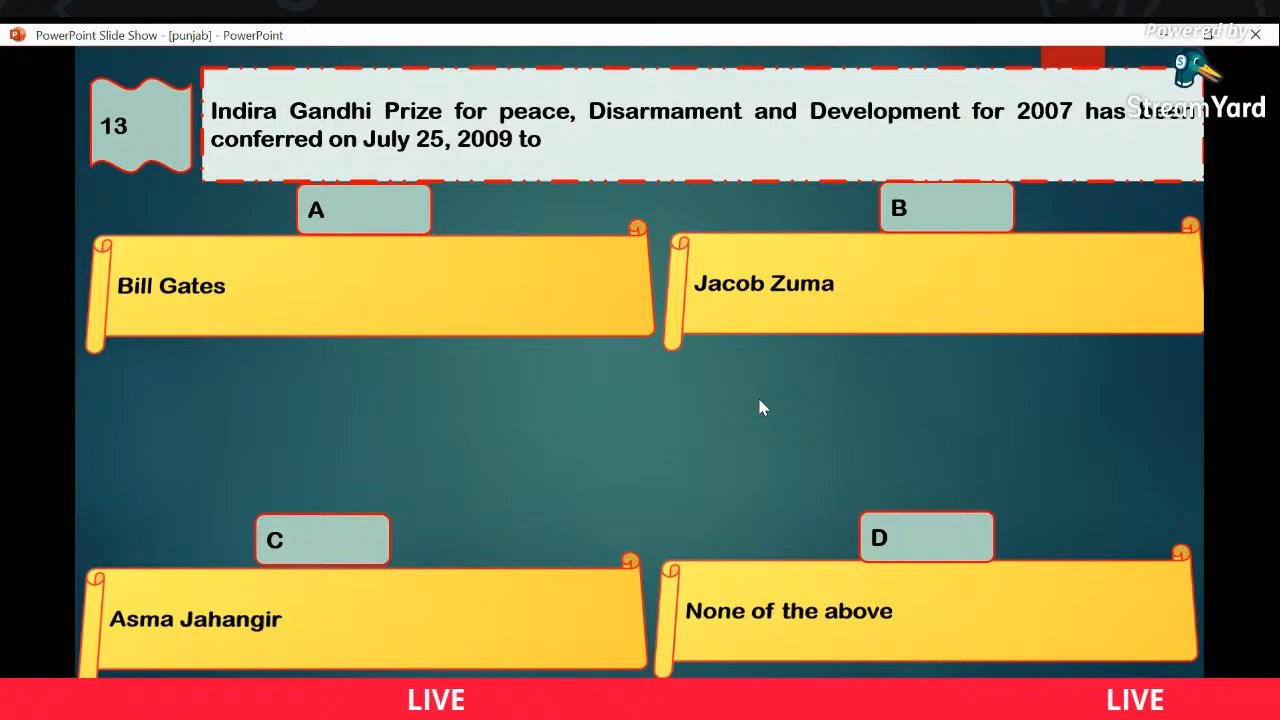 PowerPoint Slide Show - [punjab] - PowerPoint
Powered by
StreamYard
13
Indira Gandhi Prize for peace, Disarmament and Development for 2007 has been
conferred on July 25, 2009 to
A
B
Bill Gates
Jacob Zuma
C
D
Asma Jahangir
None of the above
LIVE
LIVE